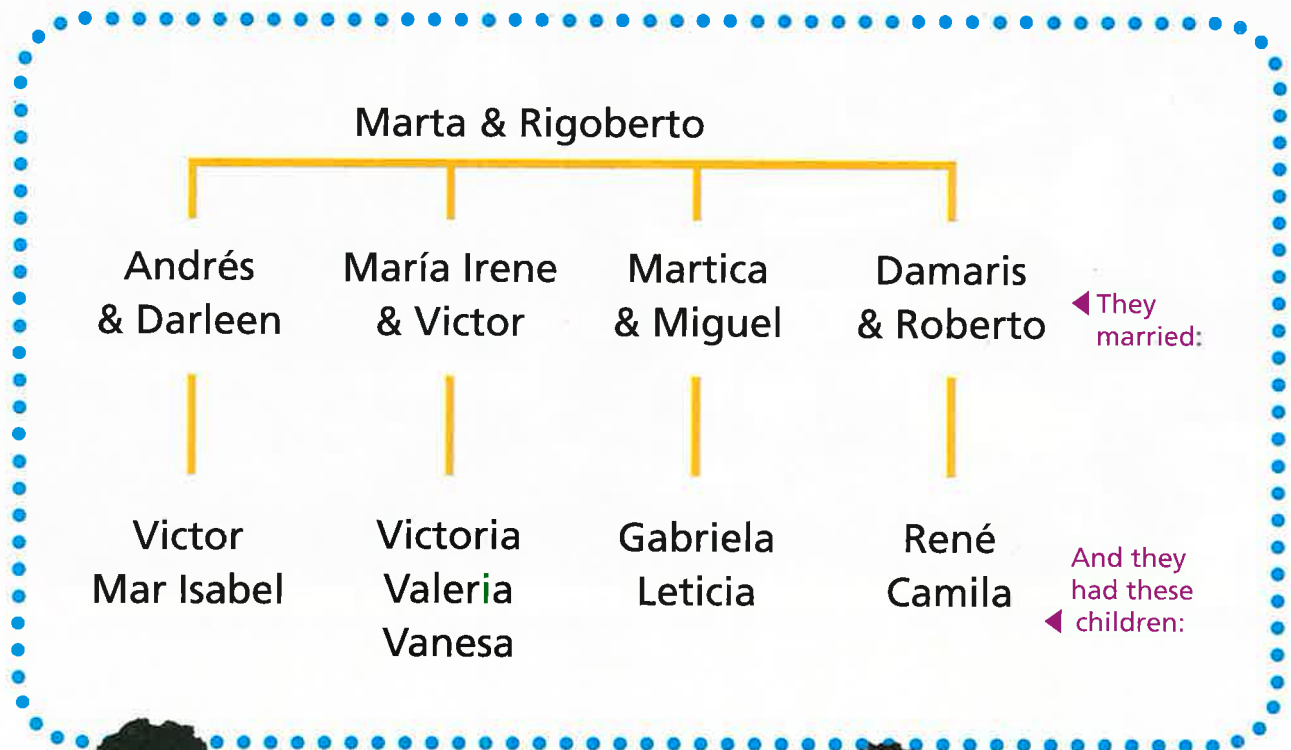 Marta & Rigoberto
Andrés
& Darleen
María Irene
& Victor
Martica
& Miguel
Damaris
& Roberto
◀ They
married:
Victor
Mar Isabel
Victoria
Valeria
Vanesa
Gabriela
Leticia
René
Camila
And they
had these
◀ children: